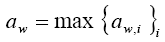 a_w = max { a_{w,i} }_i